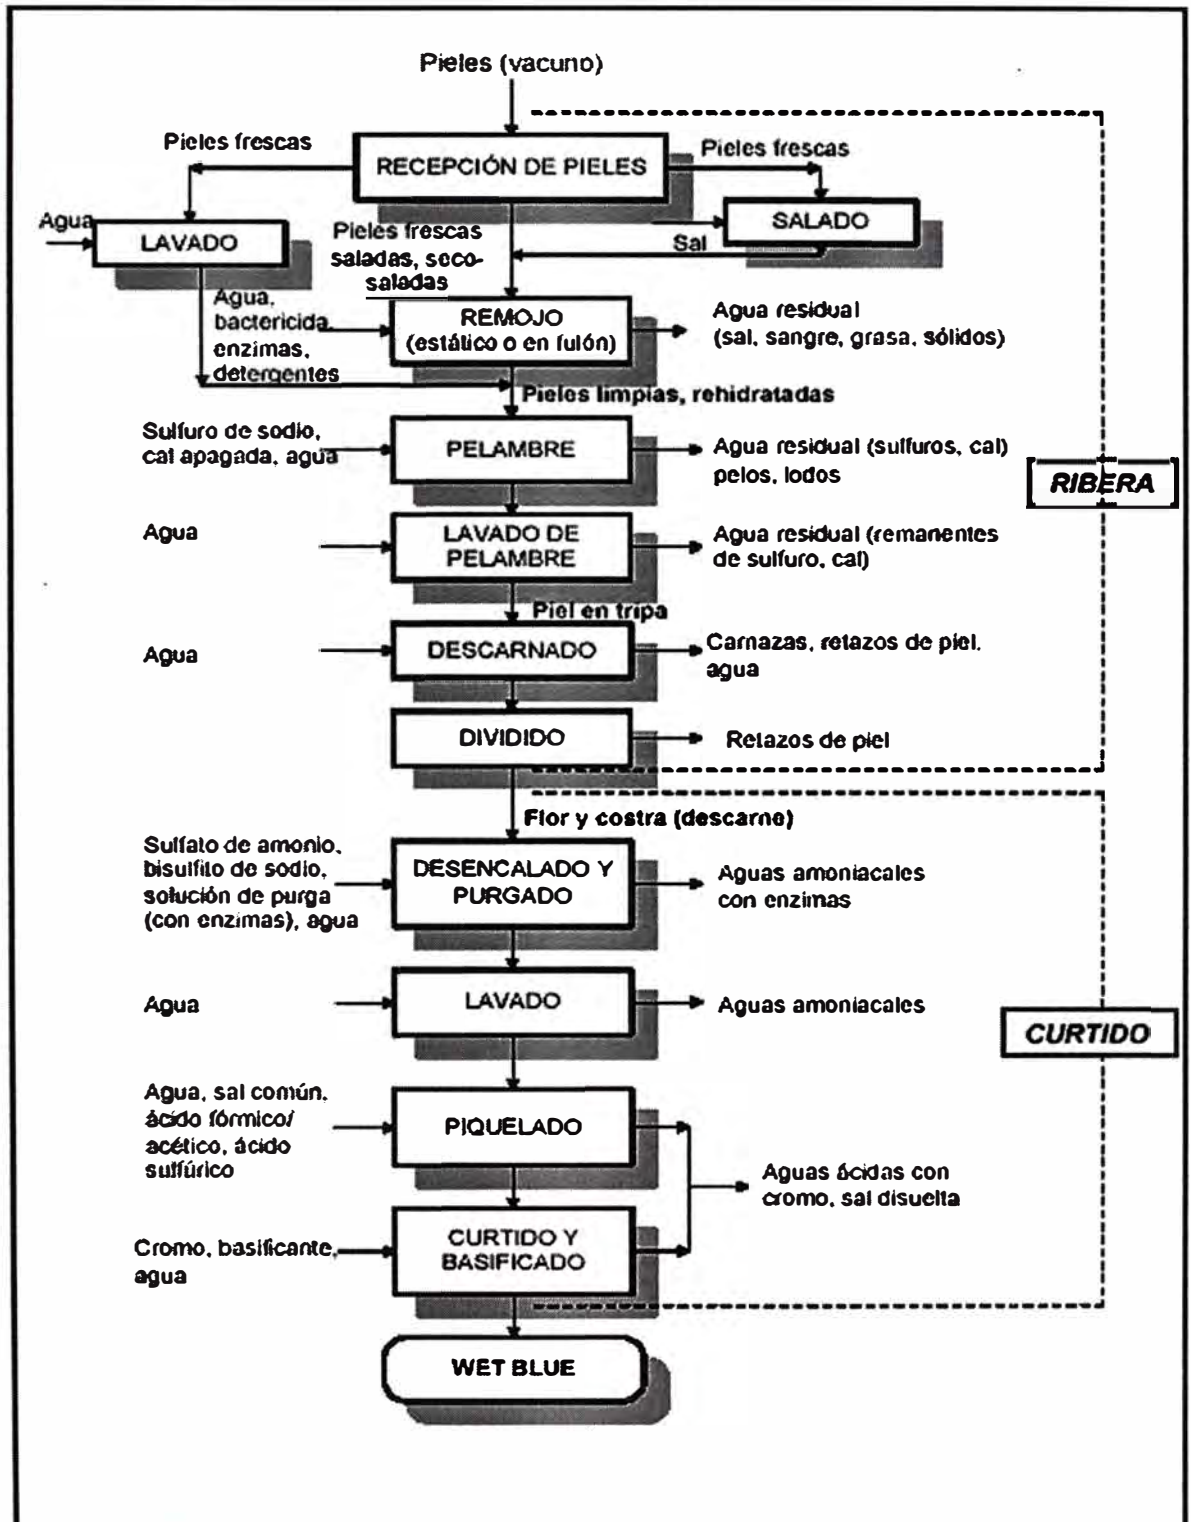 Pieles (vacuno)
Pieles frescas
RECEPCIÓN DE PIELES
Pieles frescas
Agua
LAVADO
Pieles frescas
saladas, seco-
saladas
Sal
SALADO
Agua,
bactericida,
enzimas,
detergentes
REMOJO
(estático o en fulón)
Agua residual
(sal, sangre, grasa, sólidos)
Pieles limpias, rehidratadas
Sulfuro de sodio,
cal apagada, agua
PELAMBRE
Agua residual (sulfuros, cal)
pelos, lodos
RIBERA
Agua
LAVADO DE
PELAMBRE
Agua residual (remanentes
de sulfuro, cal)
Piel en tripa
Agua
DESCARNADO
Carnazas, retazos de piel,
agua
DIVIDIDO
Retazos de piel
Flor y costra (descarne)
Sulfato de amonio,
bisulfito de sodio,
solución de purga
(con enzimas), agua
DESENCALADO Y
PURGADO
Aguas amoniacales
con enzimas
Agua
LAVADO
Aguas amoniacales
CURTIDO
Agua, sal común,
ácido fórmico/
acético, ácido
sulfúrico
PIQUELADO
Aguas ácidas con
cromo, sal disuelta
Cromo, basificante,
agua
CURTIDO Y
BASIFICADO
WET BLUE